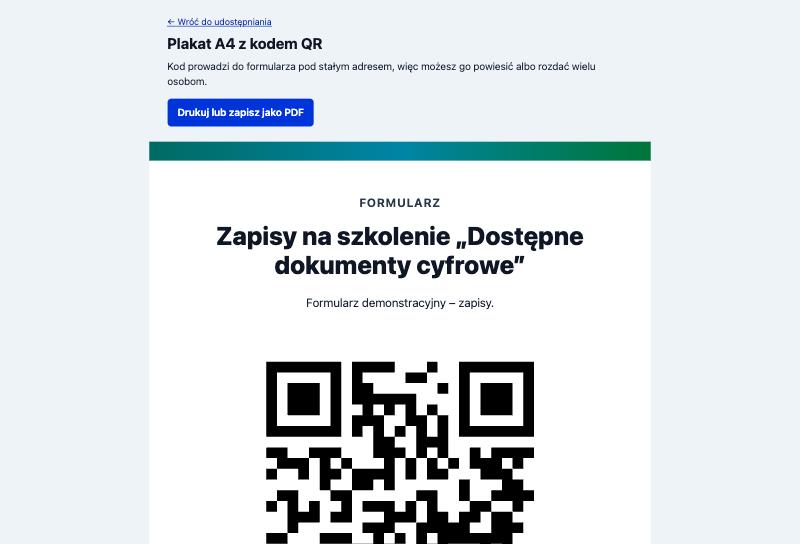 ← Wróć do udostępniania
Plakat A4 z kodem QR
Kod prowadzi do formularza pod stałym adresem, więc możesz go powiesić albo rozdać wielu
osobom.
Drukuj lub zapisz jako PDF
FORMULARZ
Zapisy na szkolenie „Dostępne
dokumenty cyfrowe”
Formularz demonstracyjny – zapisy.